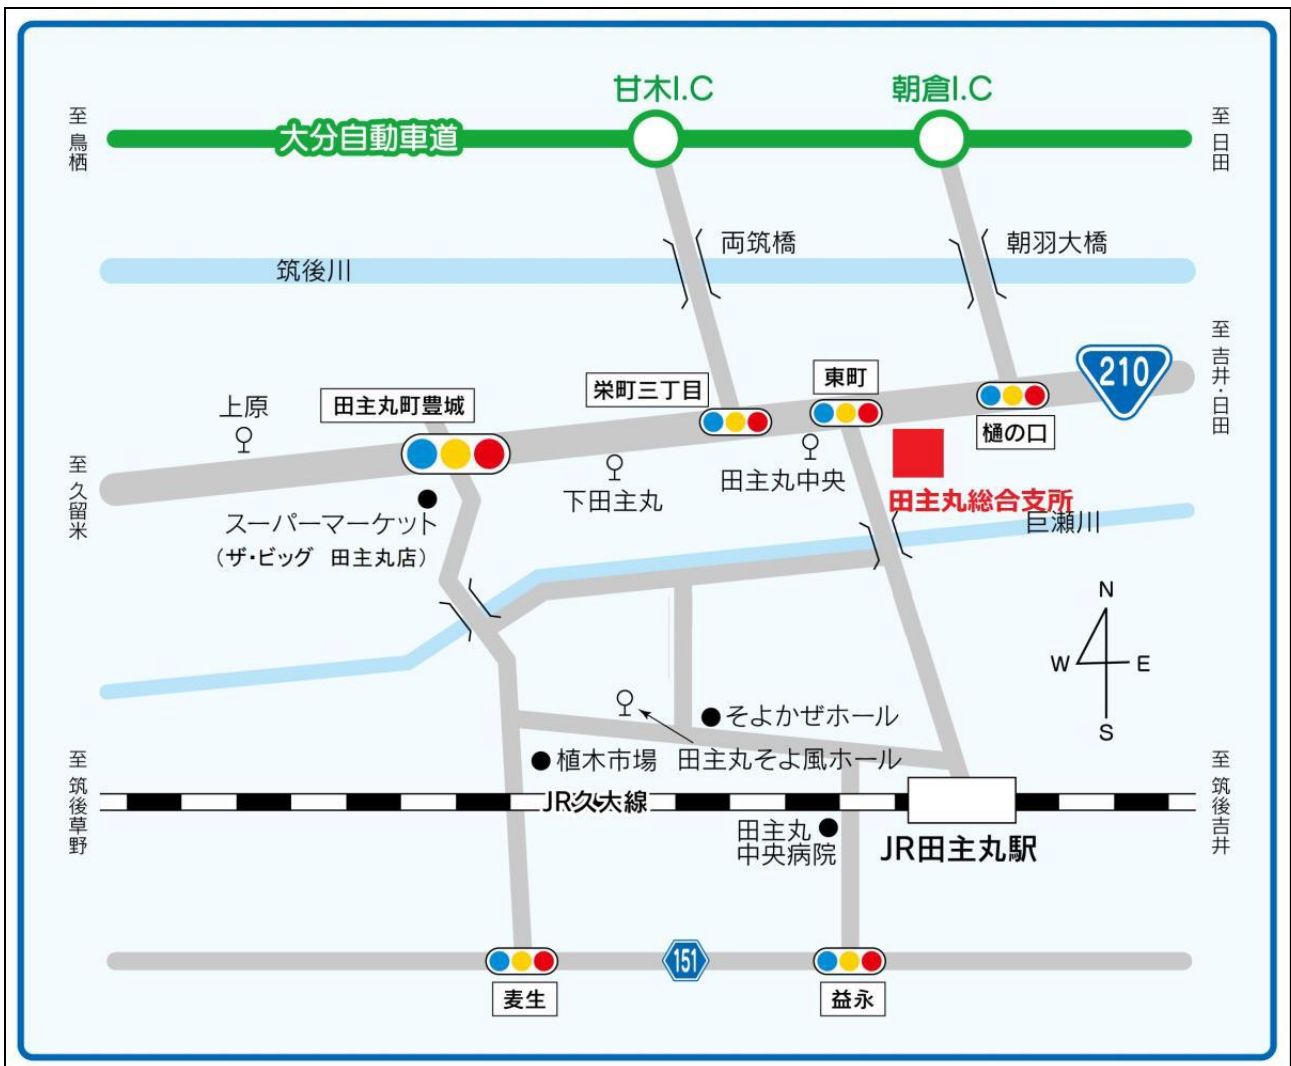 甘木I.C
朝倉I.C
至 鳥栖
大分自動車道
至 日田
両筑橋
朝羽大橋
筑後川
至 吉井・日田
210
東町
栄町三丁目
田主丸町豊城
上原
樋の口
至 久留米
下田主丸
田主丸中央
田主丸総合支所
スーパーマーケット
(ザ・ビッグ 田主丸店)
巨瀬川
N
W
E
S
そよかぜホール
植木市場
田主丸そよ風ホール
至 筑後草野
至 筑後吉井
JR久大線
田主丸
中央病院
JR田主丸駅
151
麦生
益永